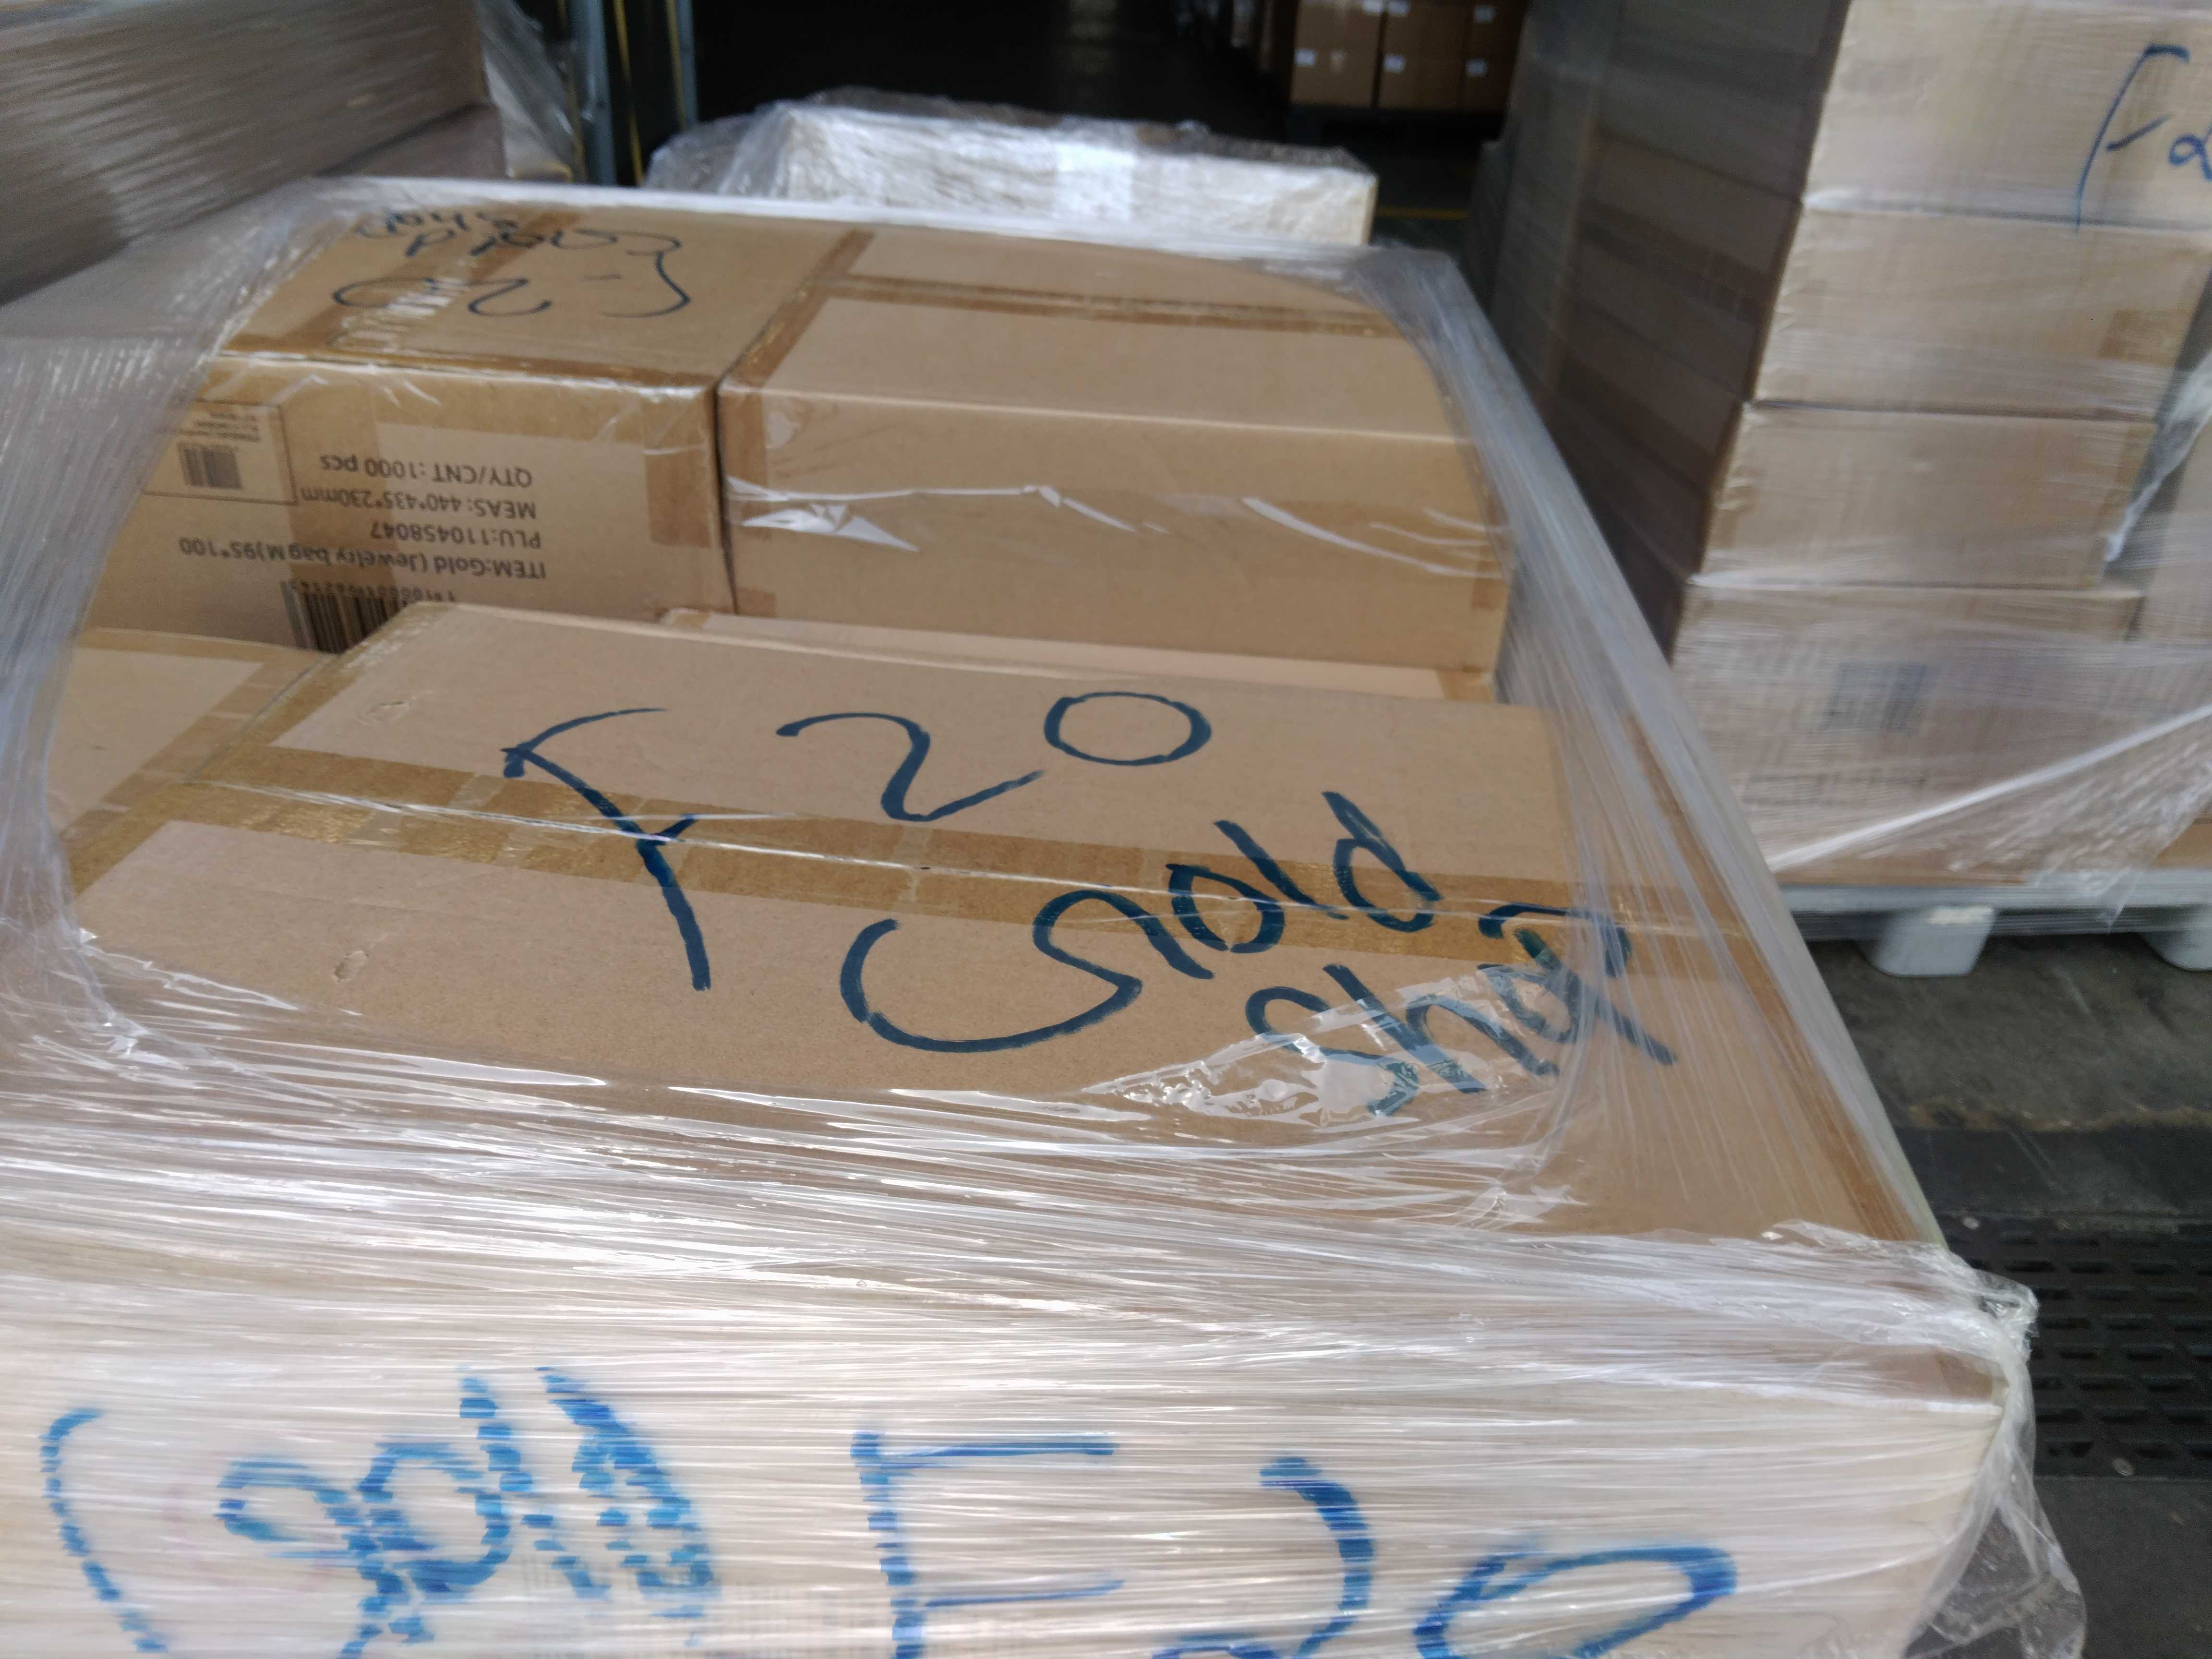 F20
Gold
Shop
F20
Gold
Shop
QTY/CNT:1000 pcs
MEAS:440*435*230mm
PLU:110458047
ITEM:Gold (Jewelry bag M)95*100
F2
Gold F20